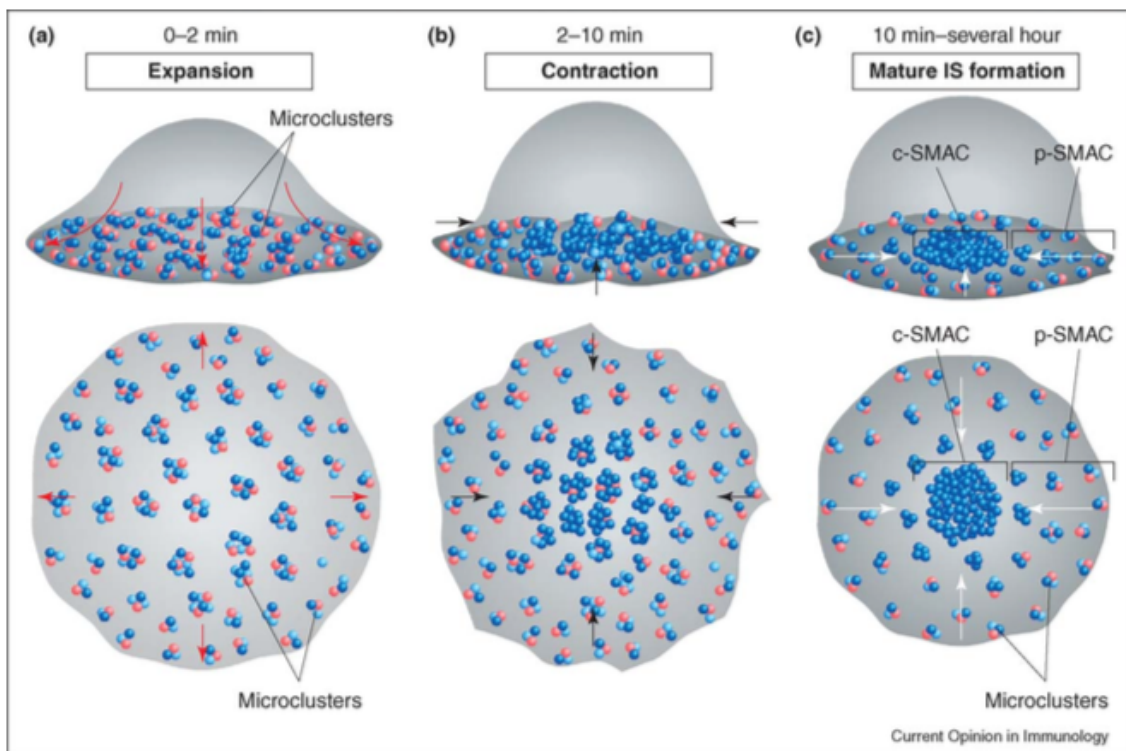 (a) 0–2 min
Expansion
Microclusters
Microclusters
(b) 2–10 min
Contraction
(c) 10 min–several hour
Mature IS formation
c-SMAC p-SMAC
c-SMAC p-SMAC
Microclusters
Current Opinion in Immunology